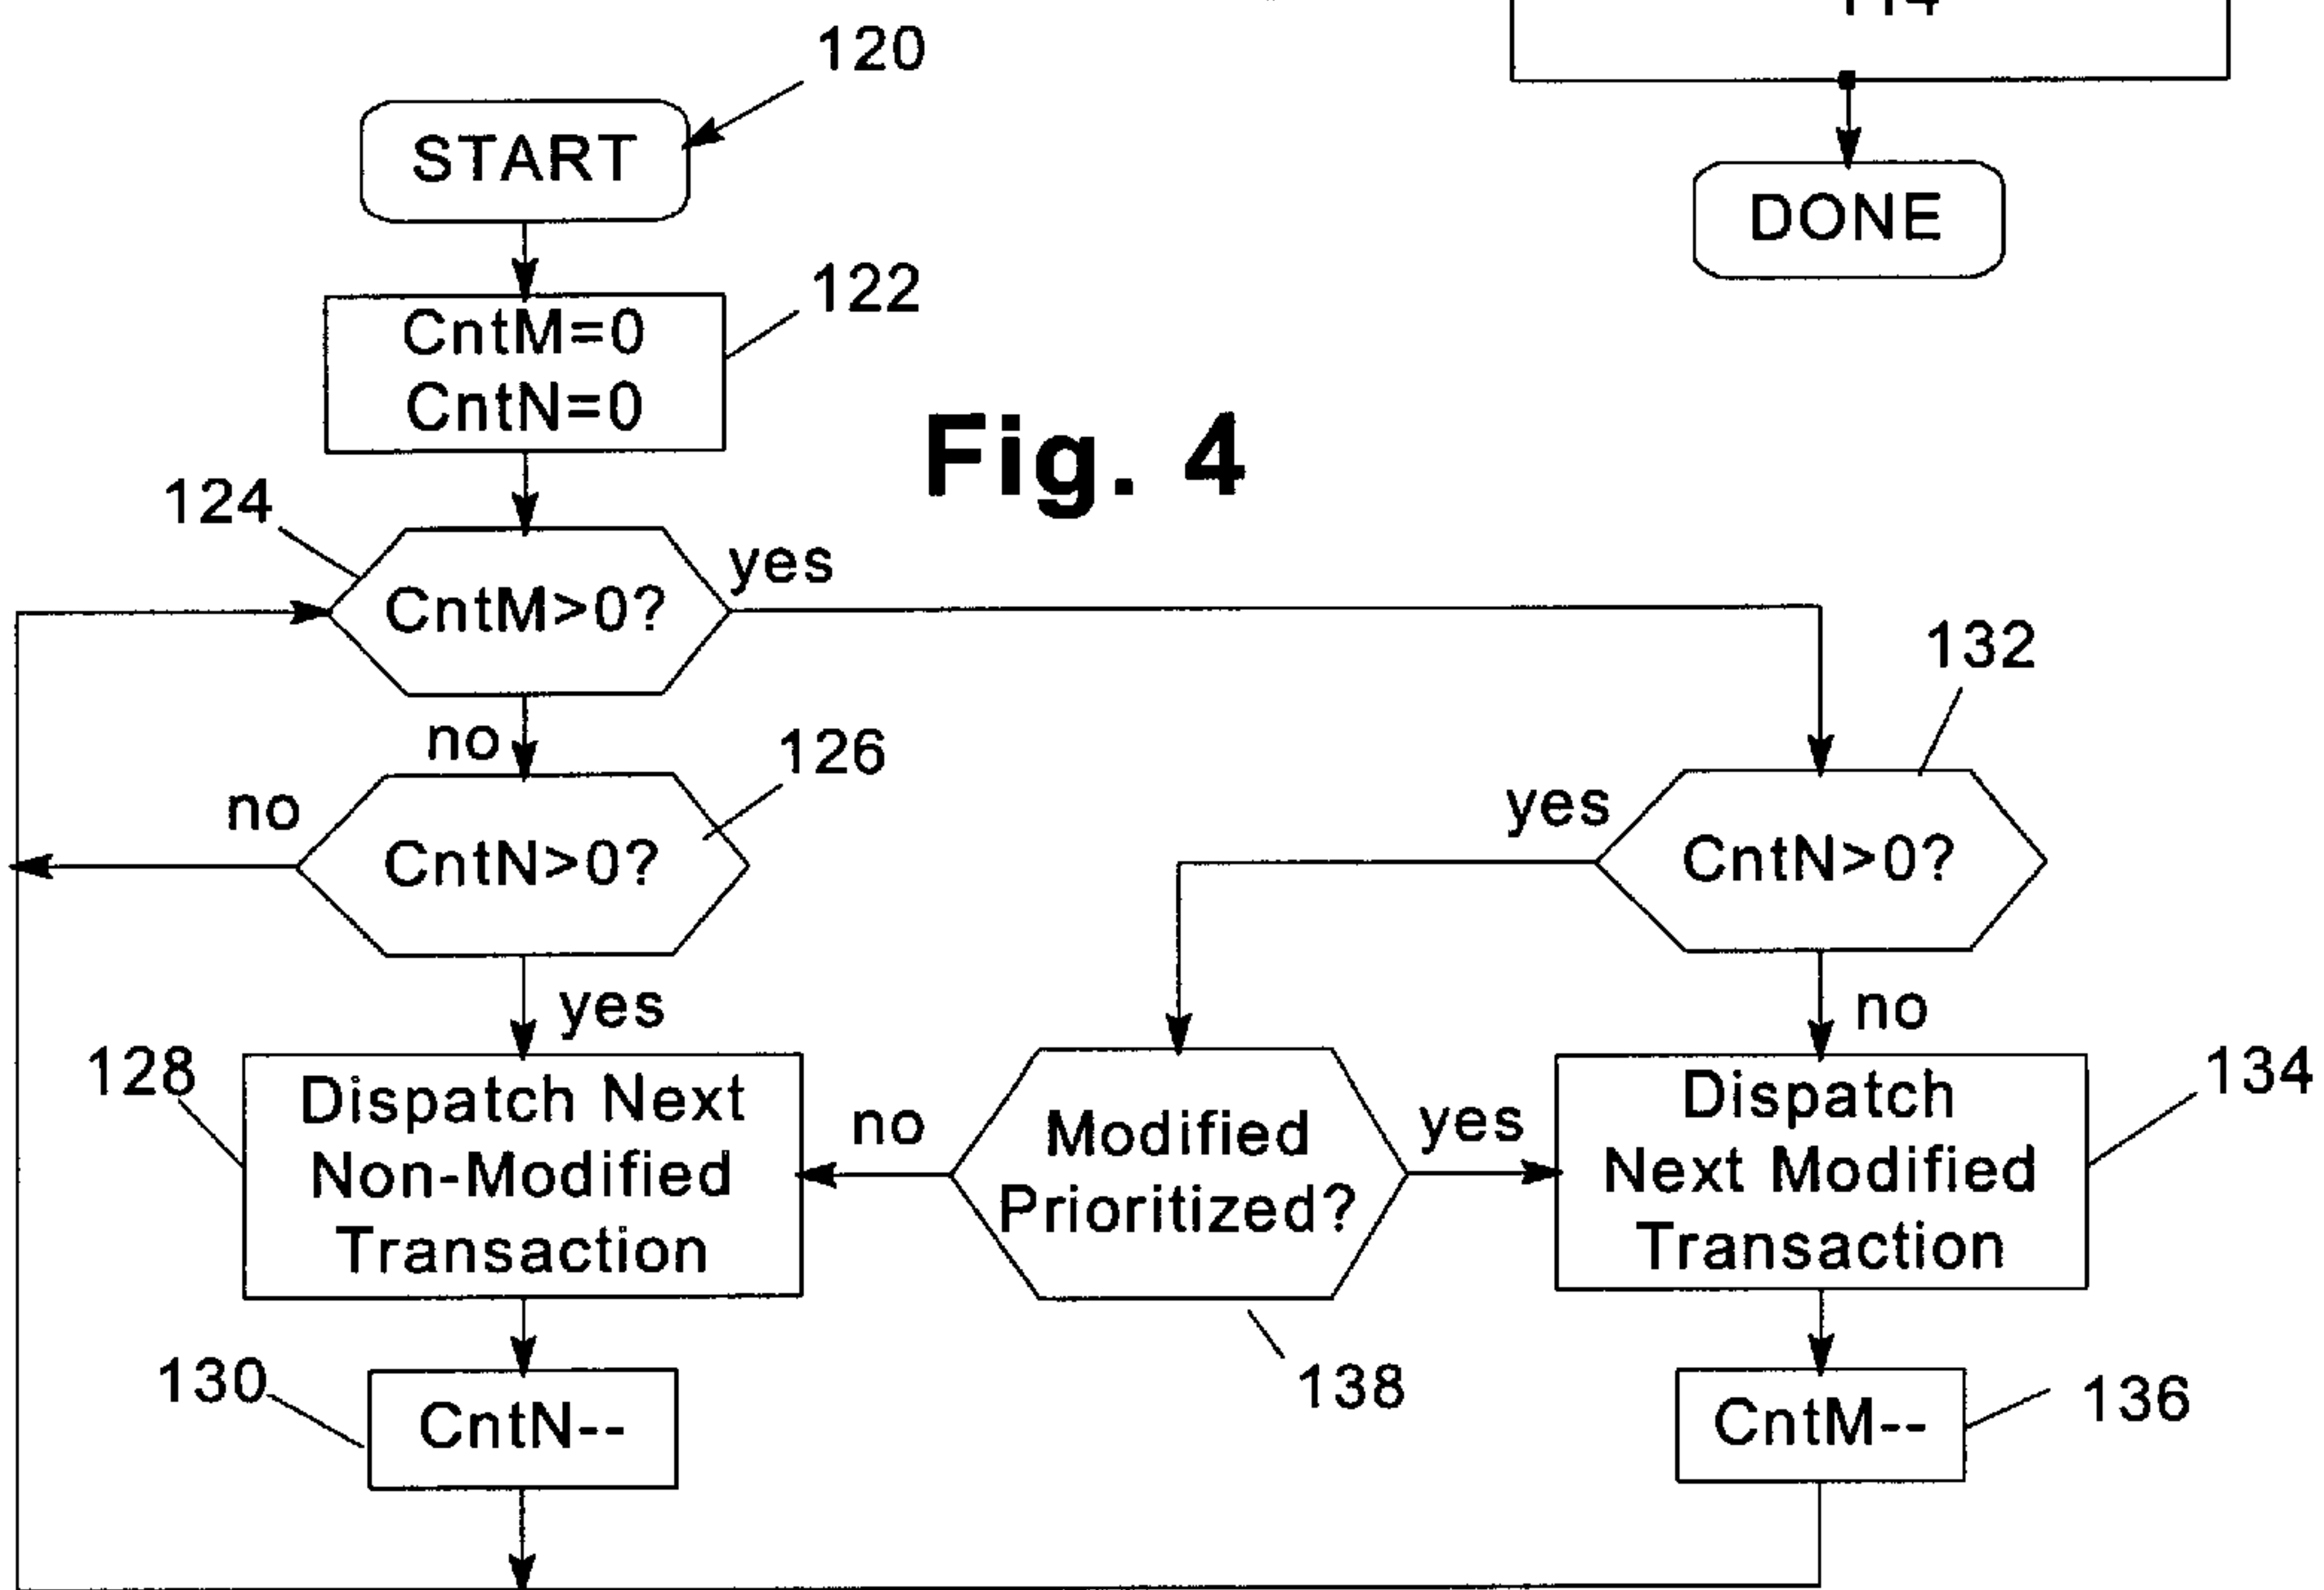 120
START
DONE
122
CntM=0
CntN=0
Fig. 4
124
CntM>0?
yes
132
no
126
no
CntN>0?
yes
CntN>0?
yes
no
128
Dispatch Next
Non-Modified
Transaction
no
Modified
Prioritized?
yes
Dispatch
Next Modified
Transaction
134
130
CntN--
138
CntM--
136